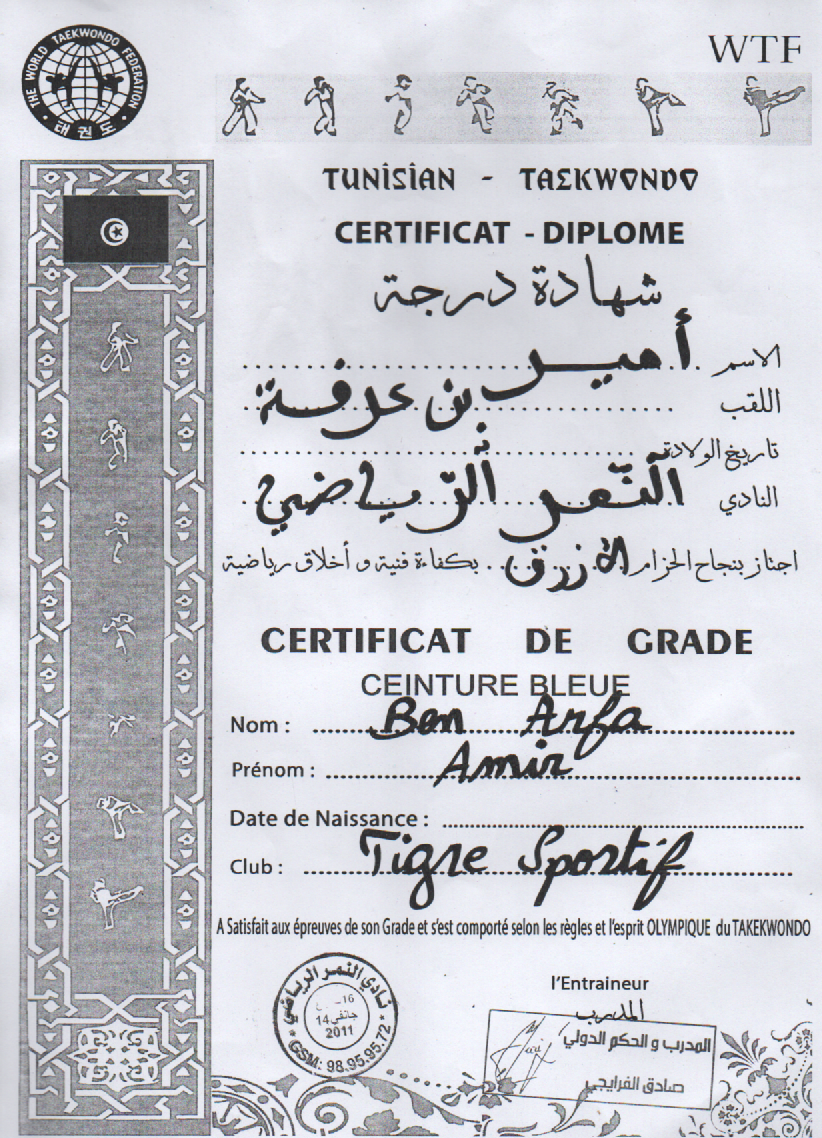 THE WORLD TAEKWONDO FEDERATION
태권도
WTF
TUNISIAN - TAEKWONDO
CERTIFICAT - DIPLOME
شهادة درجة
الاسم أمير
اللقب بن عرفة
تاريخ الولادة
النادي النّمر الرّياضي
اجتاز بنجاح الحزام الأزرق بكفاءة فنية و أخلاق رياضية
CERTIFICAT DE GRADE
CEINTURE BLEUE
Nom : Ben Arfa
Prénom : Amir
Date de Naissance :
Club : Tigre Sportif
A Satisfait aux épreuves de son Grade et s'est comporté selon les règles et l'esprit OLYMPIQUE du TAKEKWONDO
نادي النمر الرياضي
16
14 جانفي
2011
GSM: 98.95.95.72
l'Entraineur
المدرب
المدرب و الحكم الدولي
صادق الفرايجي